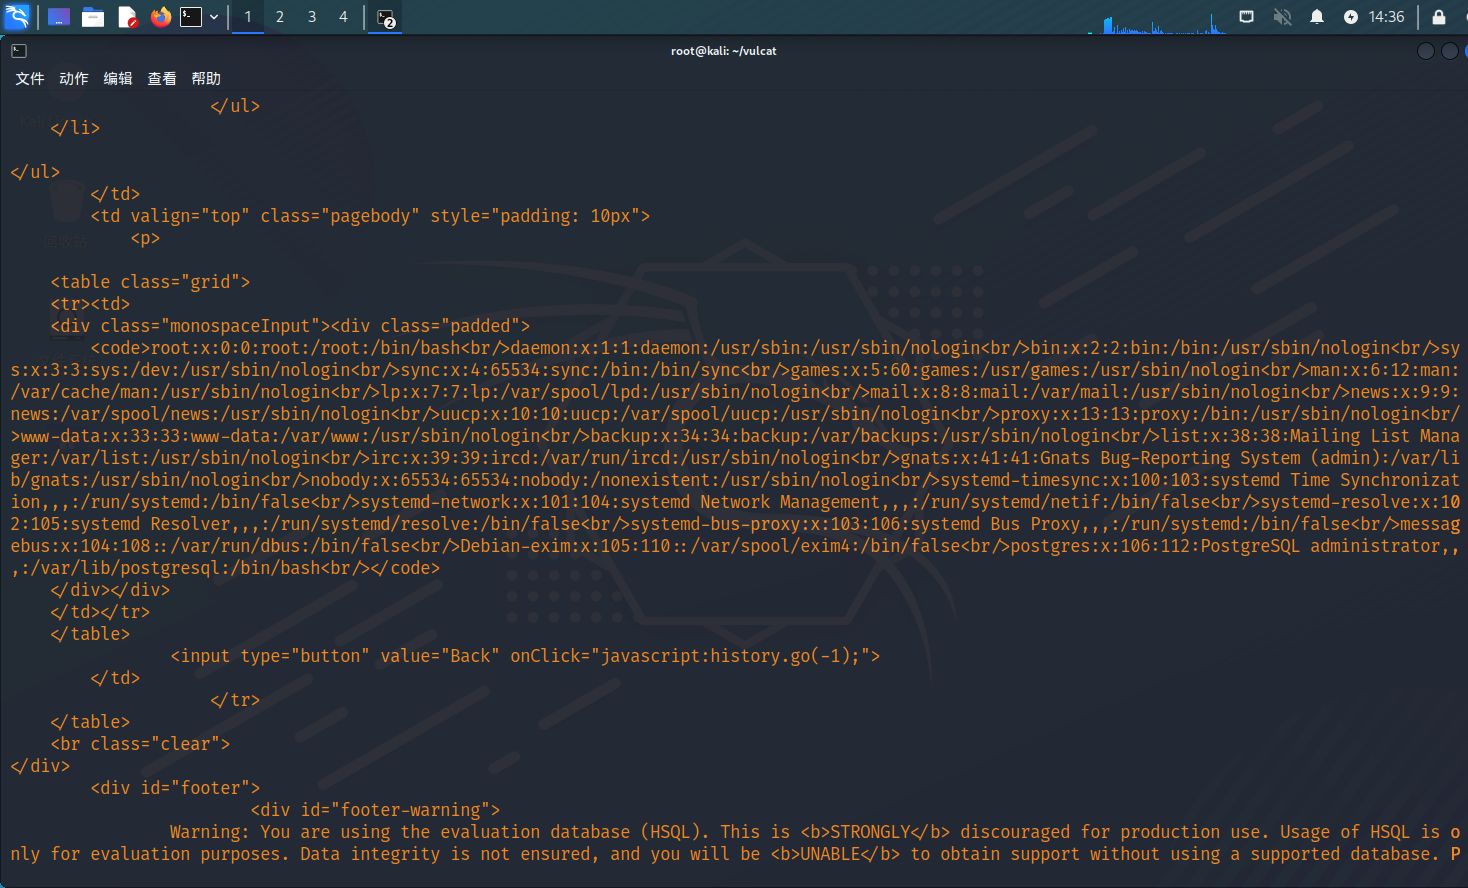 1 2 3 4 2 14:36
root@kali: ~/vulcat
文件 动作 编辑 查看 帮助
</ul>
</li>
</ul>
</td>
<td valign="top" class="pagebody" style="padding: 10px">
<p>
<table class="grid">
<tr><td>
<div class="monospaceInput"><div class="padded">
<code>root:x:0:0:root:/root:/bin/bash<br/>daemon:x:1:1:daemon:/usr/sbin:/usr/sbin/nologin<br/>bin:x:2:2:bin:/bin:/usr/sbin/nologin<br/>sy
s:x:3:3:sys:/dev:/usr/sbin/nologin<br/>sync:x:4:65534:sync:/bin:/bin/sync<br/>games:x:5:60:games:/usr/games:/usr/sbin/nologin<br/>man:x:6:12:man:
/var/cache/man:/usr/sbin/nologin<br/>lp:x:7:7:lp:/var/spool/lpd:/usr/sbin/nologin<br/>mail:x:8:8:mail:/var/mail:/usr/sbin/nologin<br/>news:x:9:9:
news:/var/spool/news:/usr/sbin/nologin<br/>uucp:x:10:10:uucp:/var/spool/uucp:/usr/sbin/nologin<br/>proxy:x:13:13:proxy:/bin:/usr/sbin/nologin<br/
>www-data:x:33:33:www-data:/var/www:/usr/sbin/nologin<br/>backup:x:34:34:backup:/var/backups:/usr/sbin/nologin<br/>list:x:38:38:Mailing List Mana
ger:/var/list:/usr/sbin/nologin<br/>irc:x:39:39:ircd:/var/run/ircd:/usr/sbin/nologin<br/>gnats:x:41:41:Gnats Bug-Reporting System (admin):/var/li
b/gnats:/usr/sbin/nologin<br/>nobody:x:65534:65534:nobody:/nonexistent:/usr/sbin/nologin<br/>systemd-timesync:x:100:103:systemd Time Synchronizat
ion,,,:/run/systemd:/bin/false<br/>systemd-network:x:101:104:systemd Network Management,,,:/run/systemd/netif:/bin/false<br/>systemd-resolve:x:10
2:105:systemd Resolver,,,:/run/systemd/resolve:/bin/false<br/>systemd-bus-proxy:x:103:106:systemd Bus Proxy,,,:/run/systemd:/bin/false<br/>messag
ebus:x:104:108::/var/run/dbus:/bin/false<br/>Debian-exim:x:105:110::/var/spool/exim4:/bin/false<br/>postgres:x:106:112:PostgreSQL administrator,,
,:/var/lib/postgresql:/bin/bash<br/></code>
</div></div>
</td></tr>
</table>
<input type="button" value="Back" onClick="javascript:history.go(-1);">
</td>
</tr>
</table>
<br class="clear">
</div>
<div id="footer">
<div id="footer-warning">
Warning: You are using the evaluation database (HSQL). This is <b>STRONGLY</b> discouraged for production use. Usage of HSQL is o
nly for evaluation purposes. Data integrity is not ensured, and you will be <b>UNABLE</b> to obtain support without using a supported database. P